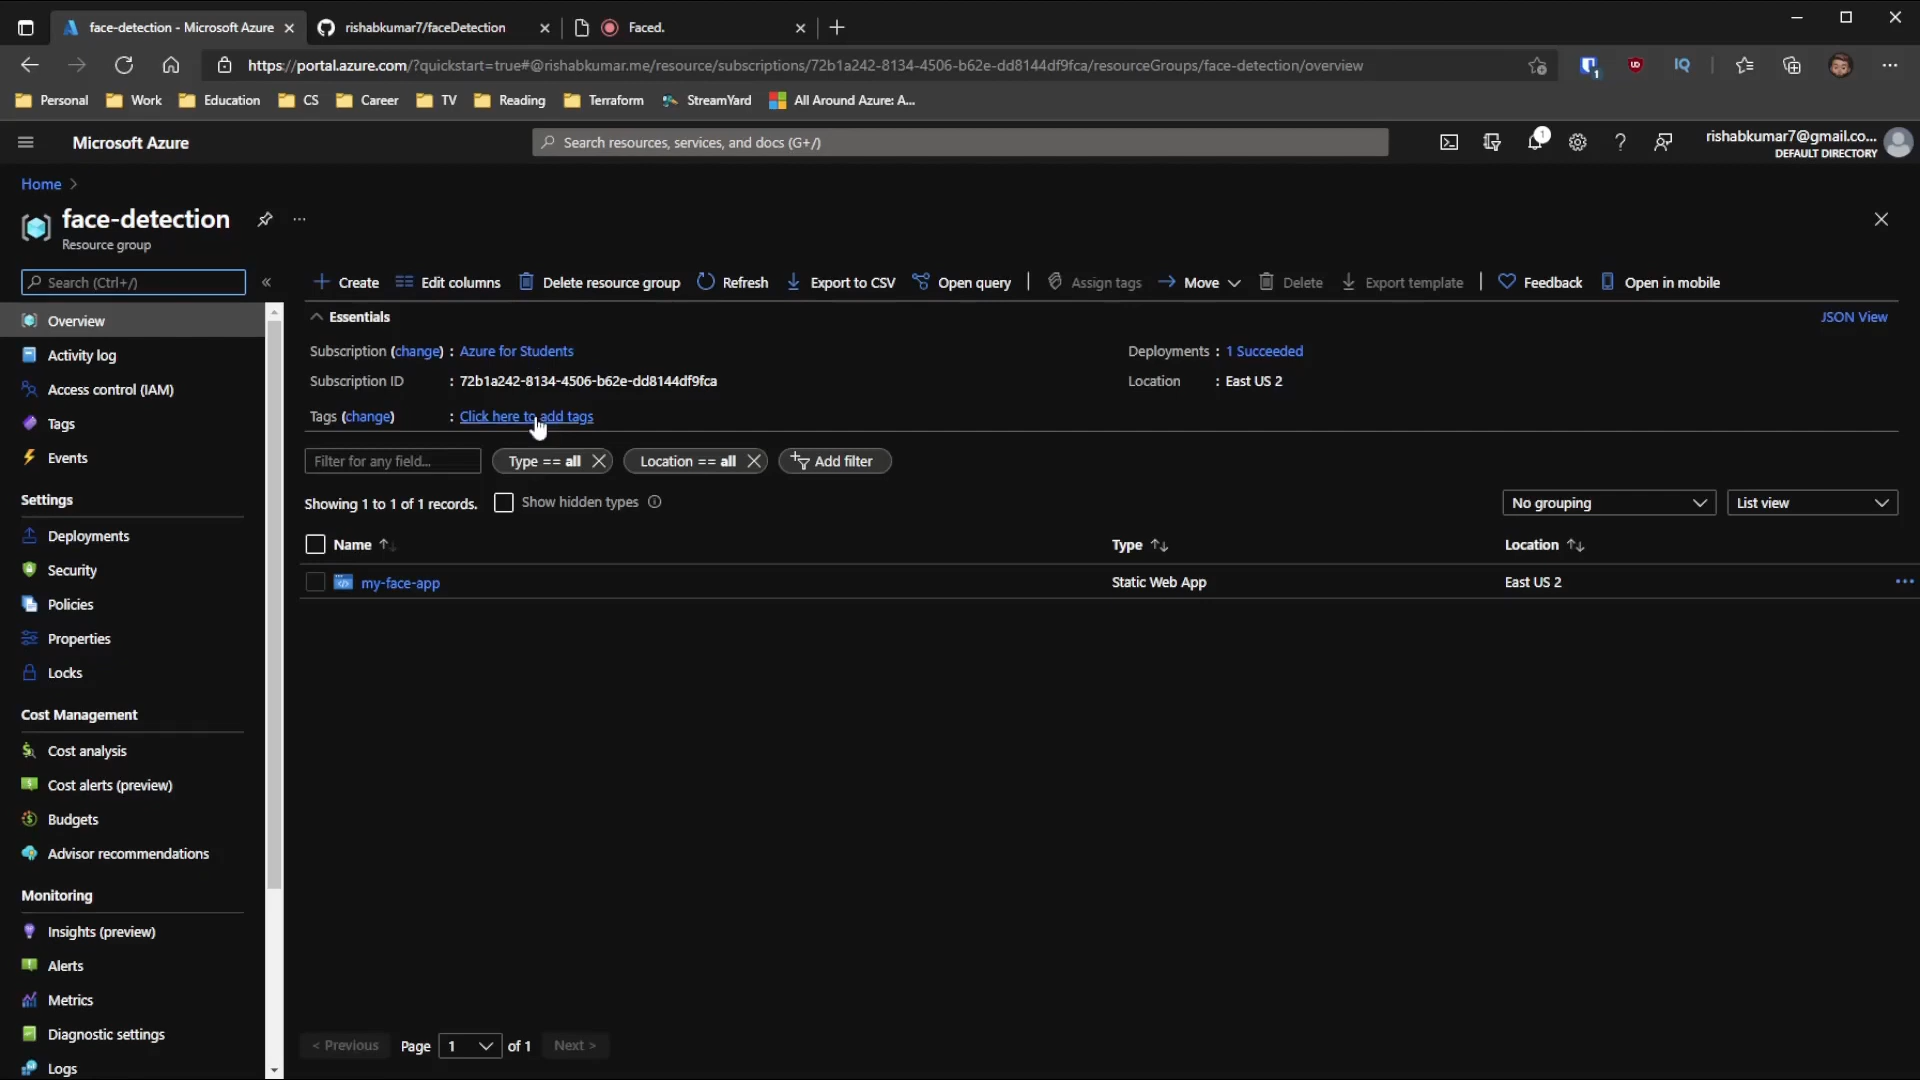 face-detection - Microsoft Azure
rishabkumar7/faceDetection
Faced.
https://portal.azure.com/?quickstart=true#@rishabkumar.me/resource/subscriptions/72b1a242-8134-4506-b62e-dd8144df9fca/resourceGroups/face-detection/overview
1
UD
IQ
Personal
Work
Education
CS
Career
TV
Reading
Terraform
StreamYard
All Around Azure: A...
Microsoft Azure
Search resources, services, and docs (G+/)
1
rishabkumar7@gmail.co...
DEFAULT DIRECTORY
Home
face-detection
Resource group
Search (Ctrl+/)
Overview
Activity log
Access control (IAM)
Tags
Events
Settings
Deployments
Security
Policies
Properties
Locks
Cost Management
Cost analysis
Cost alerts (preview)
Budgets
Advisor recommendations
Monitoring
Insights (preview)
Alerts
Metrics
Diagnostic settings
Logs
Create
Edit columns
Delete resource group
Refresh
Export to CSV
Open query
Assign tags
Move
Delete
Export template
Feedback
Open in mobile
Essentials
JSON View
Subscription (change) : Azure for Students
Deployments : 1 Succeeded
Subscription ID : 72b1a242-8134-4506-b62e-dd8144df9fca
Location : East US 2
Tags (change) : Click here to add tags
Filter for any field...
Type == all
Location == all
Add filter
Showing 1 to 1 of 1 records.
Show hidden types
No grouping
List view
Name
Type
Location
my-face-app
Static Web App
East US 2
< Previous
Page 1 of 1
Next >